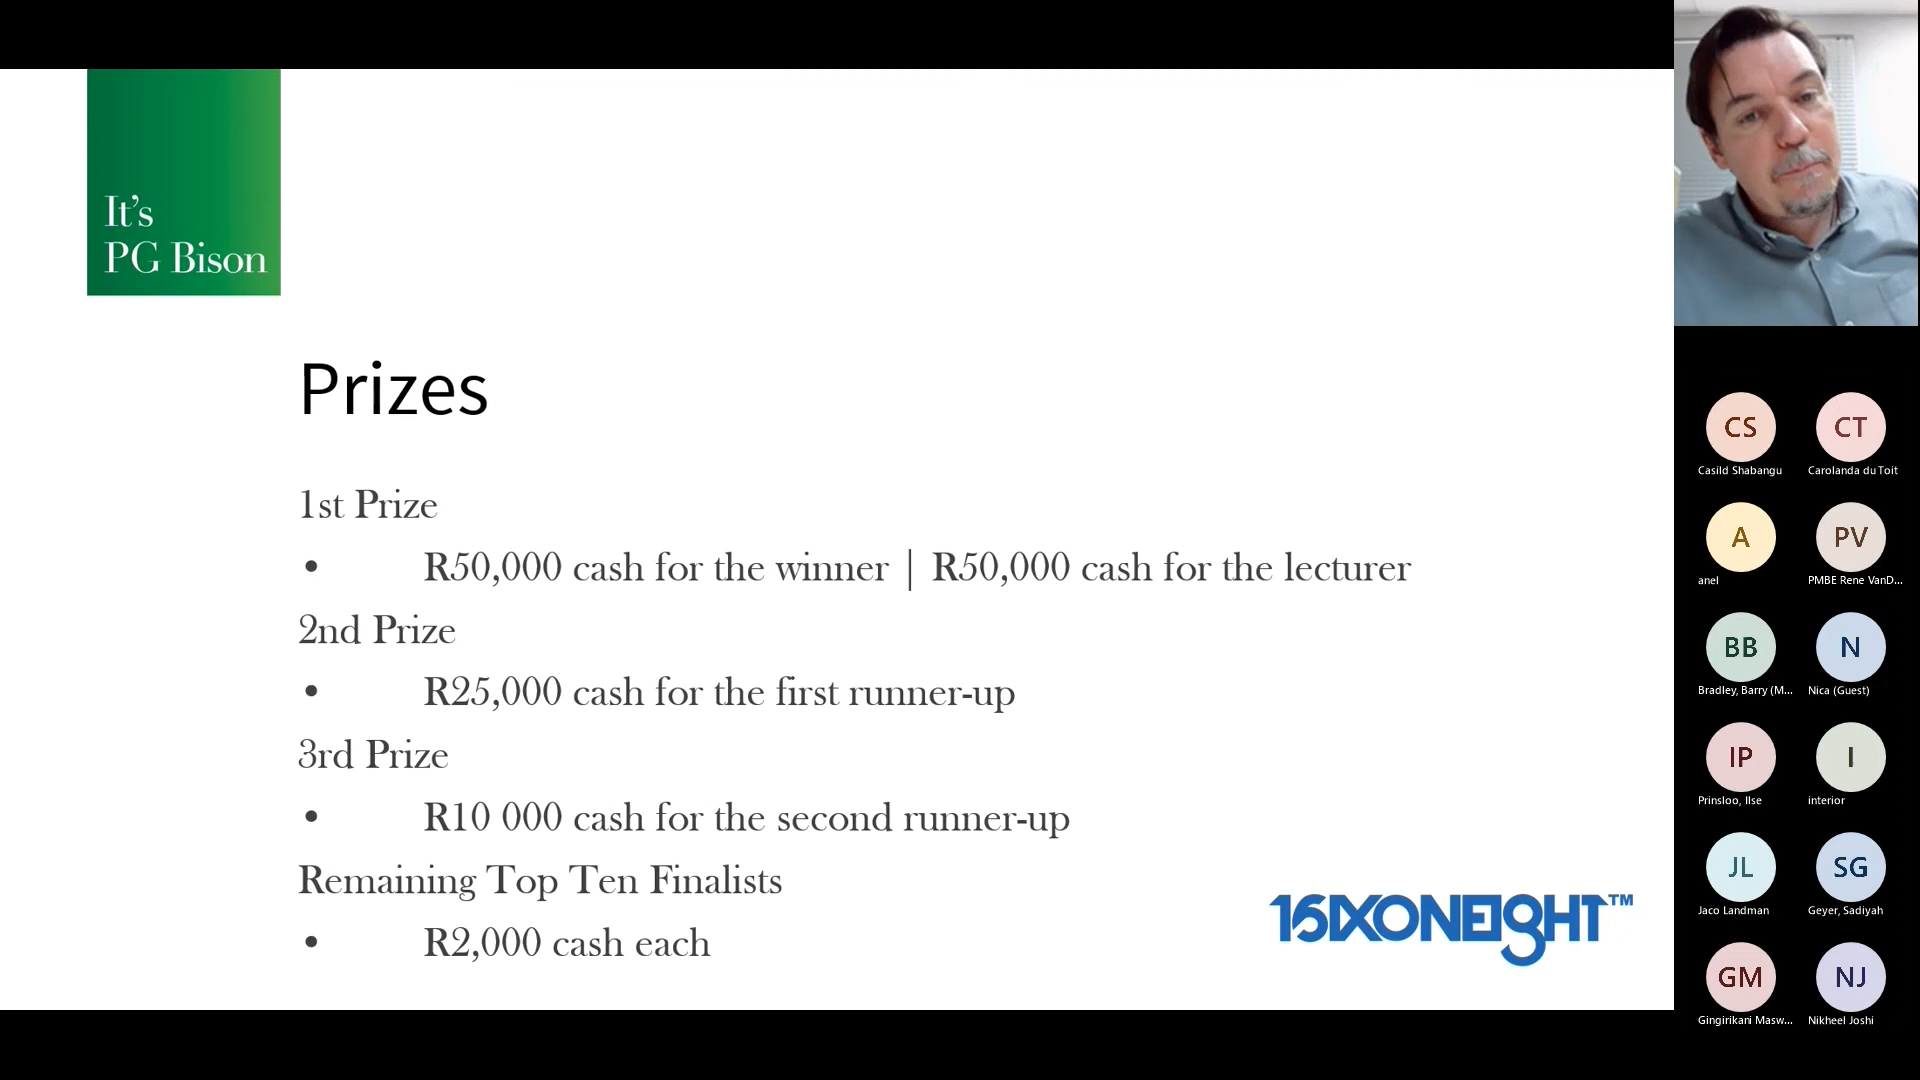 It's
PG Bison
Prizes
1st Prize
• R50,000 cash for the winner | R50,000 cash for the lecturer
2nd Prize
• R25,000 cash for the first runner-up
3rd Prize
• R10 000 cash for the second runner-up
Remaining Top Ten Finalists
• R2,000 cash each
16IXONEIGHT™
CS
Casild Shabangu
CT
Carolanda du Toit
A
anel
PV
PMBE Rene VanD...
BB
Bradley, Barry (M...
N
Nica (Guest)
IP
Prinsloo, Ilse
I
interior
JL
Jaco Landman
SG
Geyer, Sadiyah
GM
Gingirikani Masw...
NJ
Nikheel Joshi